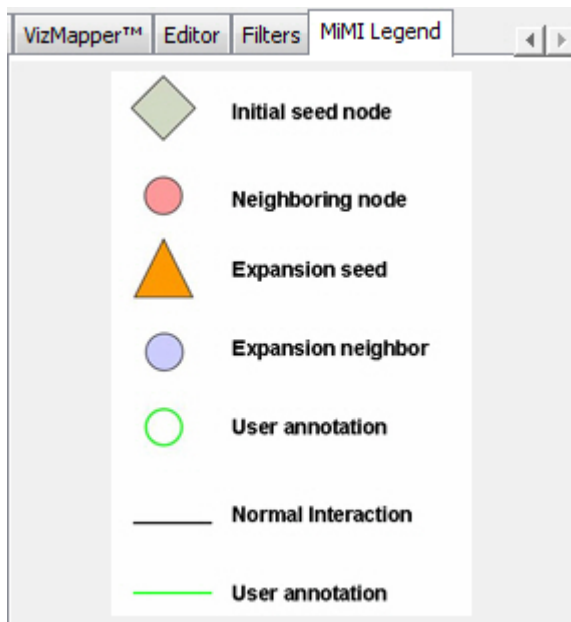 VizMapper™ Editor Filters MiMI Legend
Initial seed node
Neighboring node
Expansion seed
Expansion neighbor
User annotation
Normal Interaction
User annotation